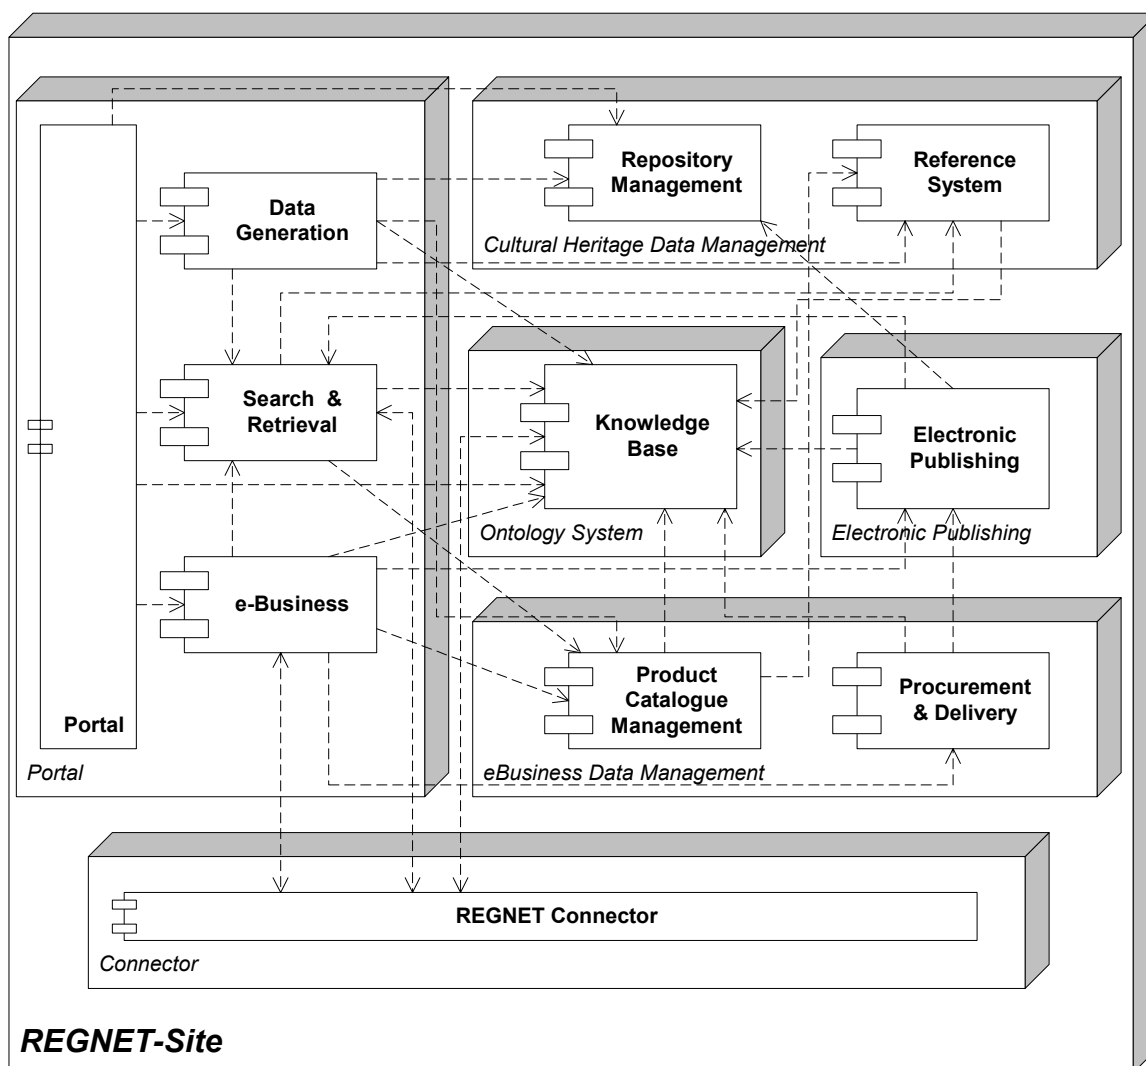 Repository
Management
Reference
System
Data
Generation
Cultural Heritage Data Management
Search & 
Retrieval
Knowledge
Base
Electronic
Publishing
Ontology System
Electronic Publishing
e-Business
Product
Catalogue
Management
Procurement
& Delivery
Portal
Portal
eBusiness Data Management
REGNET Connector
Connector
REGNET-Site